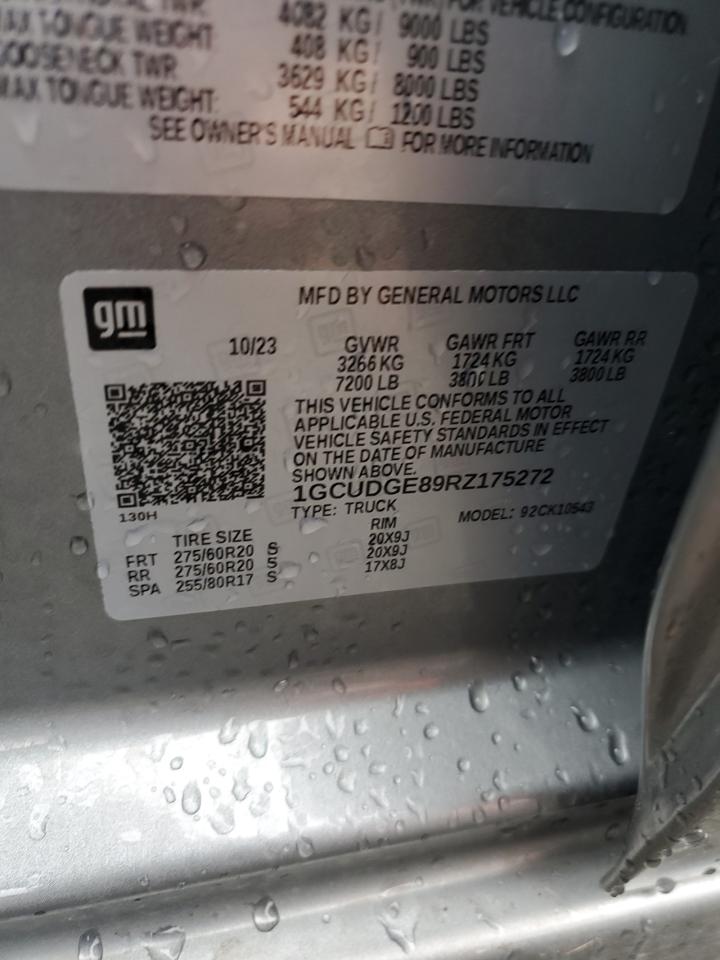 TWR
4082 KG / 9000 LBS
FOR VEHICLE CONFIGURATION
MAX TONGUE WEIGHT 408 KG / 900 LBS
GOOSENECK TWR 3629 KG / 8000 LBS
MAX TONGUE WEIGHT: 544 KG / 1200 LBS
SEE OWNER'S MANUAL FOR MORE INFORMATION
gm
MFD BY GENERAL MOTORS LLC
10/23 GVWR GAWR FRT GAWR RR
3266 KG 1724 KG 1724 KG
7200 LB 3800 LB 3800 LB
THIS VEHICLE CONFORMS TO ALL
APPLICABLE U.S. FEDERAL MOTOR
VEHICLE SAFETY STANDARDS IN EFFECT
ON THE DATE OF MANUFACTURE
SHOWN ABOVE.
1GCUDGE89RZ175272
TYPE: TRUCK MODEL: 92CK10543
130H
TIRE SIZE RIM
FRT 275/60R20 S 20X9J
RR 275/60R20 S 20X9J
SPA 255/80R17 S 17X8J